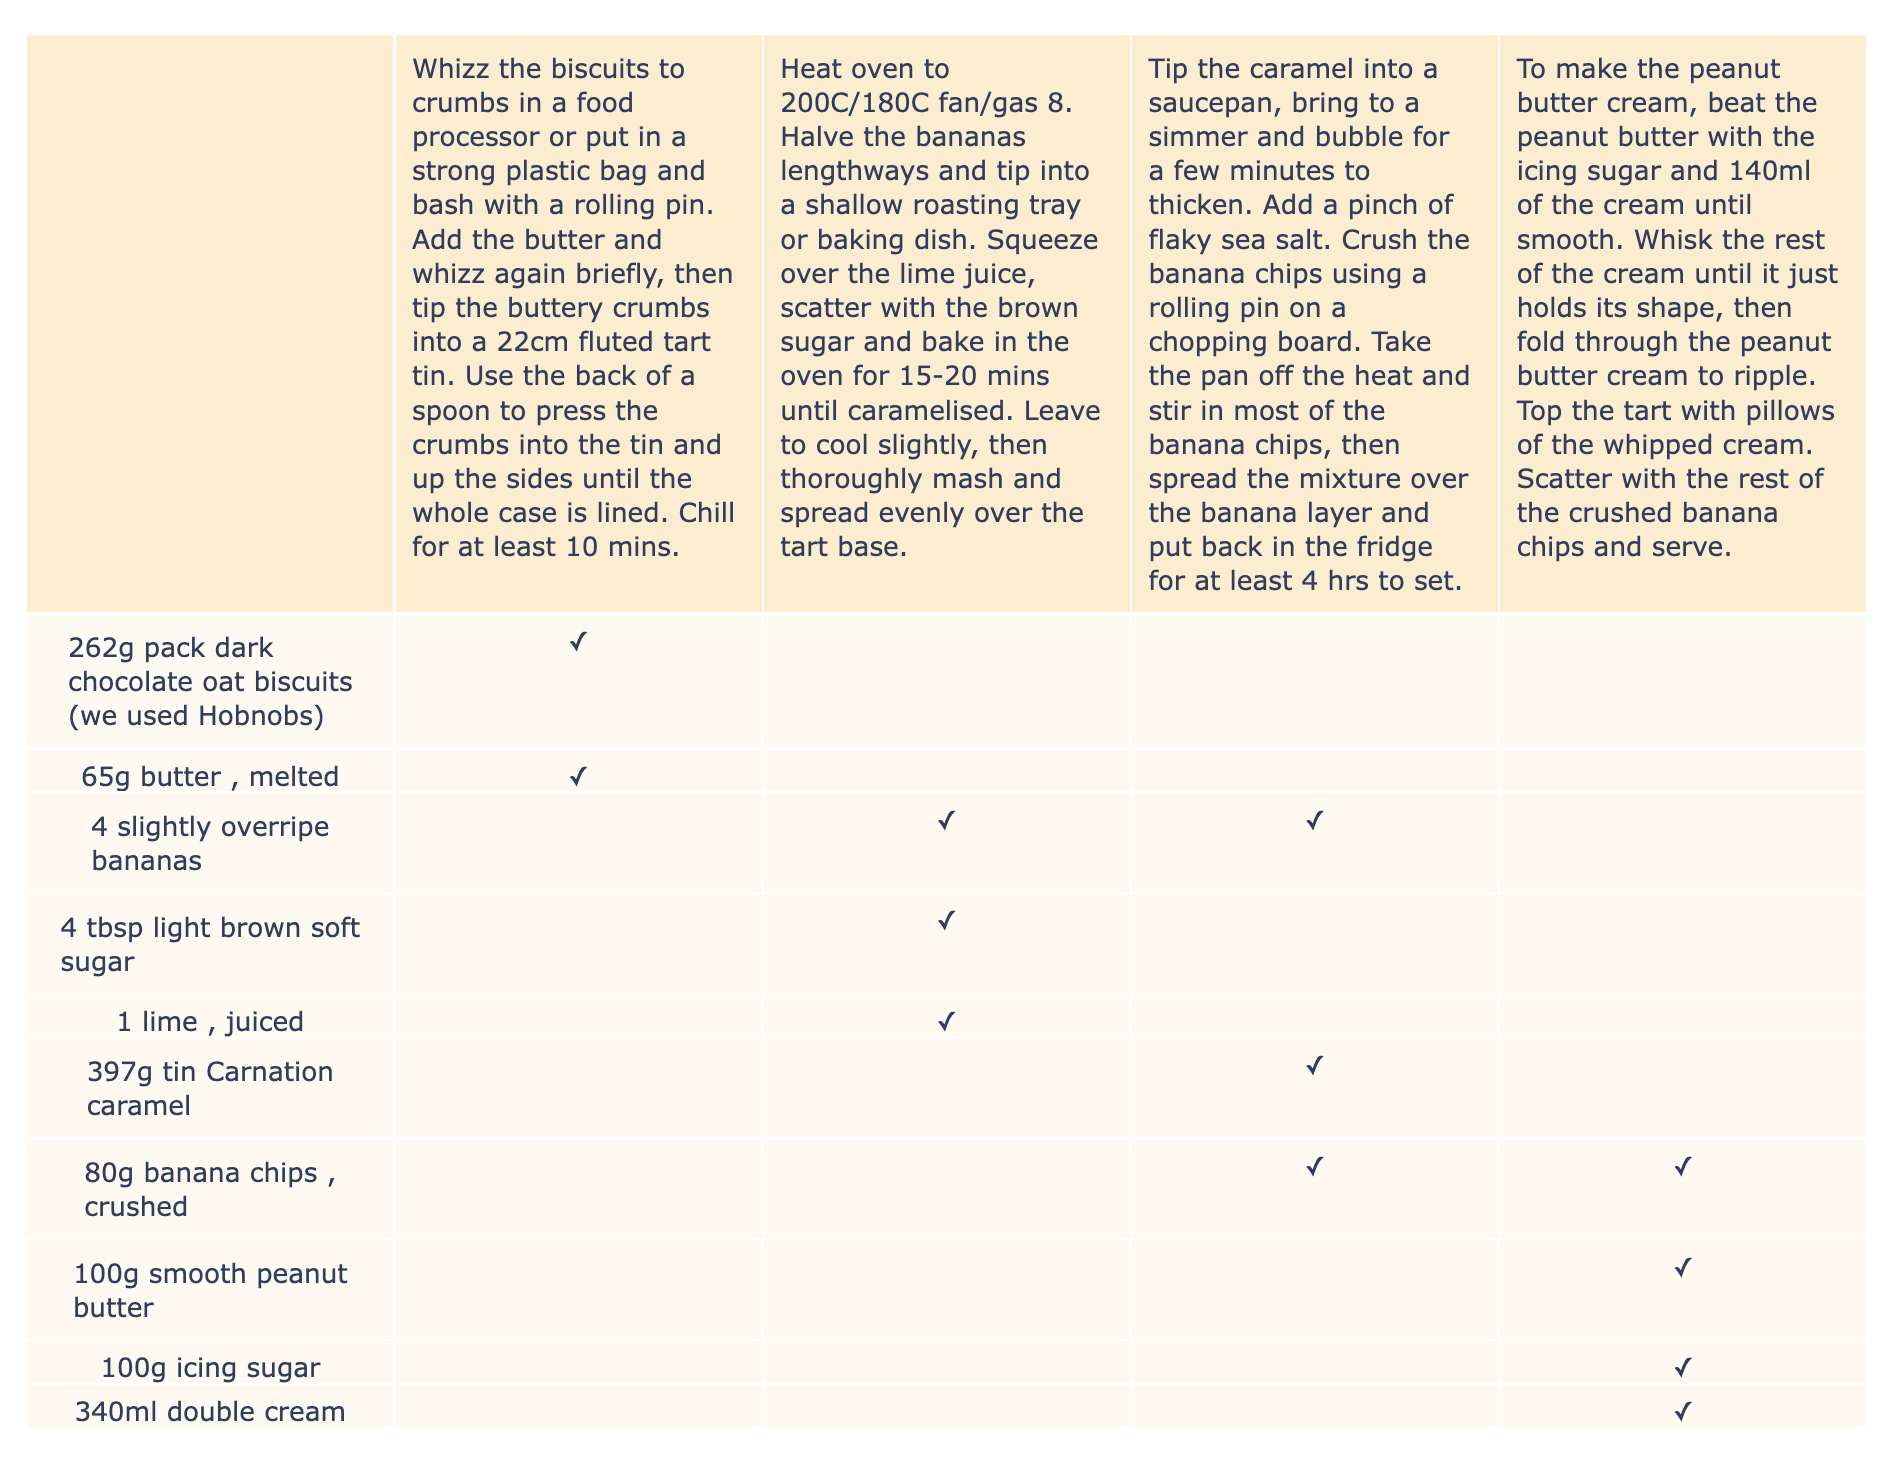 Whizz the biscuits to
crumbs in a food
processor or put in a
strong plastic bag and
bash with a rolling pin.
Add the butter and
whizz again briefly, then
tip the buttery crumbs
into a 22cm fluted tart
tin. Use the back of a
spoon to press the
crumbs into the tin and
up the sides until the
whole case is lined. Chill
for at least 10 mins.
Heat oven to
200C/180C fan/gas 8.
Halve the bananas
lengthways and tip into
a shallow roasting tray
or baking dish. Squeeze
over the lime juice,
scatter with the brown
sugar and bake in the
oven for 15-20 mins
until caramelised. Leave
to cool slightly, then
thoroughly mash and
spread evenly over the
tart base.
Tip the caramel into a
saucepan, bring to a
simmer and bubble for
a few minutes to
thicken. Add a pinch of
flaky sea salt. Crush the
banana chips using a
rolling pin on a
chopping board. Take
the pan off the heat and
stir in most of the
banana chips, then
spread the mixture over
the banana layer and
put back in the fridge
for at least 4 hrs to set.
To make the peanut
butter cream, beat the
peanut butter with the
icing sugar and 140ml
of the cream until
smooth. Whisk the rest
of the cream until it just
holds its shape, then
fold through the peanut
butter cream to ripple.
Top the tart with pillows
of the whipped cream.
Scatter with the rest of
the crushed banana
chips and serve.
262g pack dark
chocolate oat biscuits
(we used Hobnobs)
✓
65g butter , melted
✓
4 slightly overripe
bananas
✓ ✓
4 tbsp light brown soft
sugar
✓
1 lime , juiced
✓
397g tin Carnation
caramel
✓
80g banana chips ,
crushed
✓ ✓
100g smooth peanut
butter
✓
100g icing sugar
✓
340ml double cream
✓